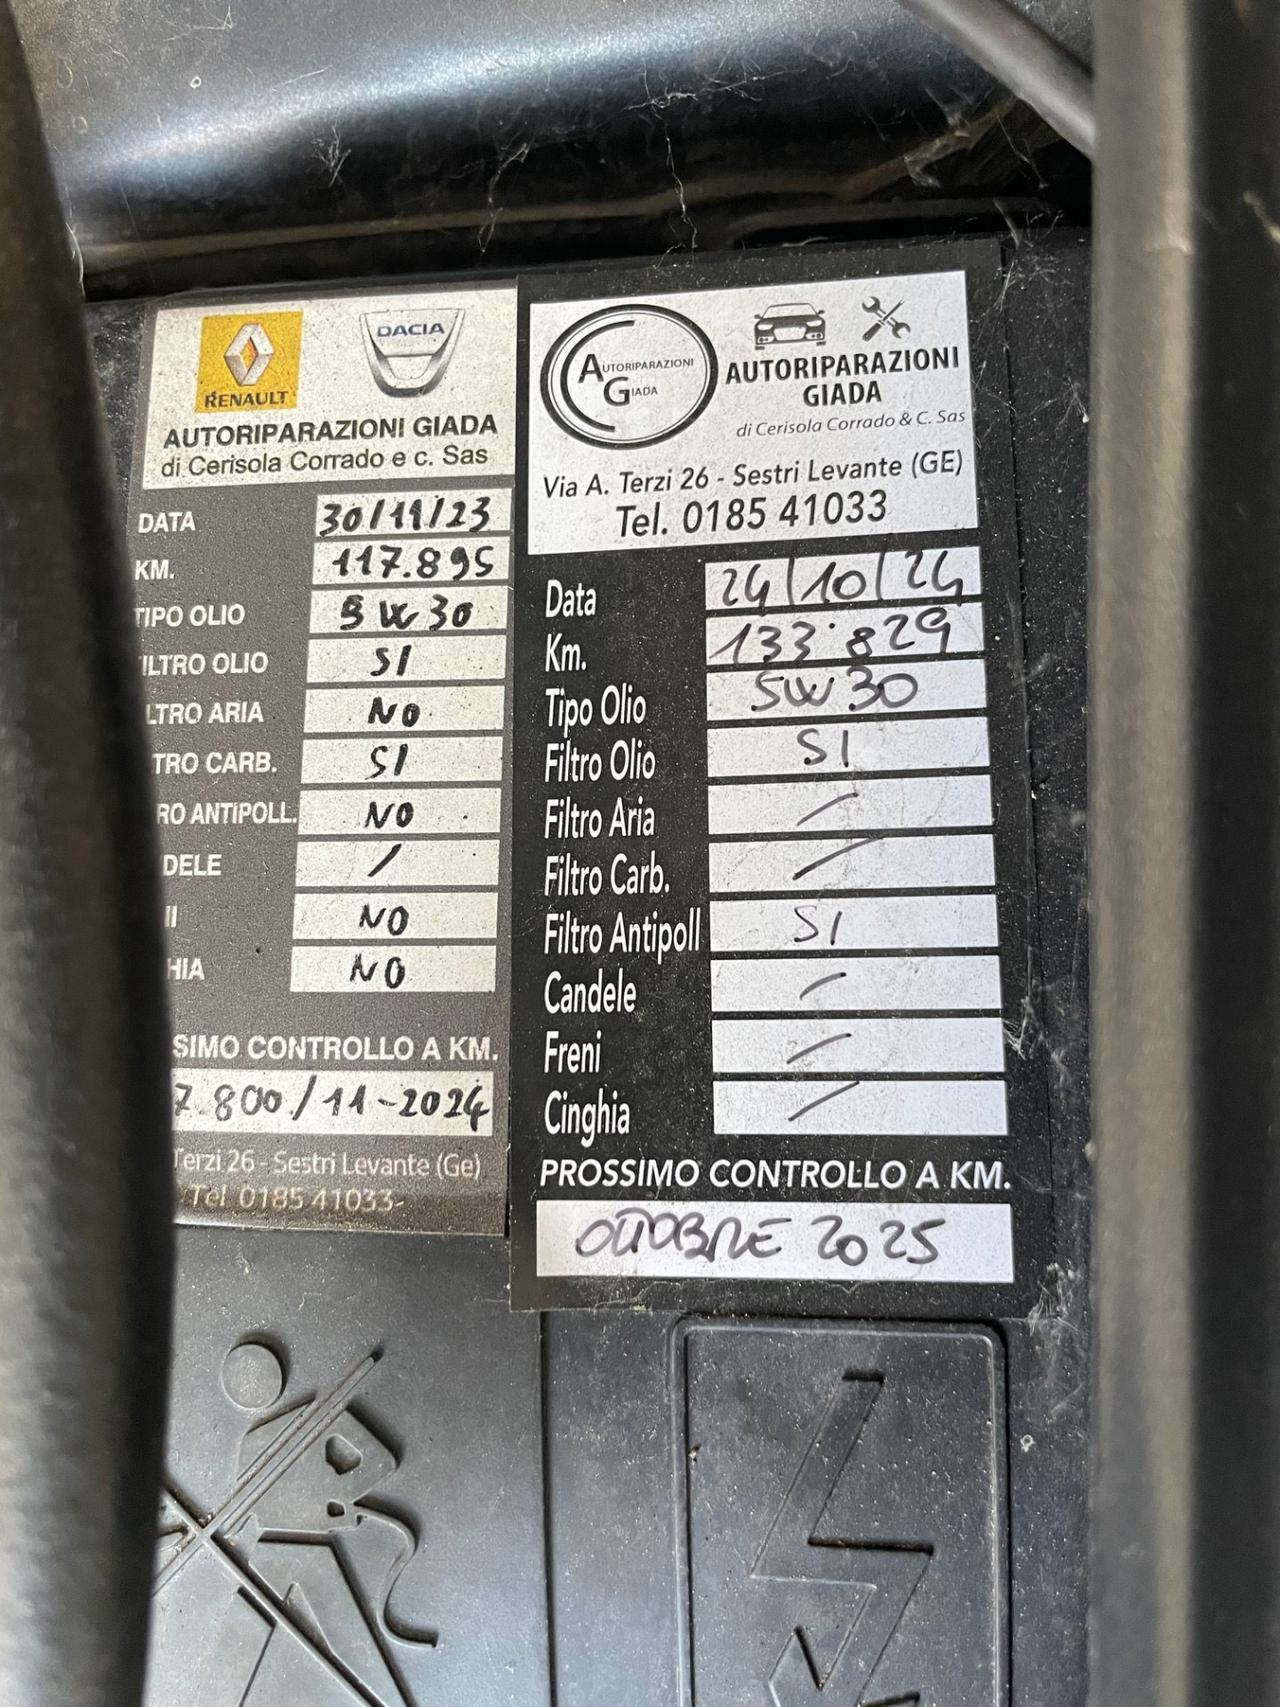 RENAULT
DACIA
AUTORIPARAZIONI GIADA
di Cerisola Corrado e c. Sas
DATA 30/11/23
KM. 117.895
TIPO OLIO 5W30
ILTRO OLIO SI
LTRO ARIA NO
TRO CARB. SI
RO ANTIPOLL. NO
DELE /
II NO
HIA NO
SIMO CONTROLLO A KM.
7.800/11-2024
Terzi 26 - Sestri Levante (Ge)
Tel. 0185 41033-
AUTORIPARAZIONI
GIADA
AUTORIPARAZIONI
GIADA
di Cerisola Corrado & C. Sas
Via A. Terzi 26 - Sestri Levante (GE)
Tel. 0185 41033
Data 24/10/24
Km. 133.829
Tipo Olio 5W30
Filtro Olio SI
Filtro Aria /
Filtro Carb. /
Filtro Antipoll SI
Candele /
Freni /
Cinghia /
PROSSIMO CONTROLLO A KM.
OTTOBRE 2025